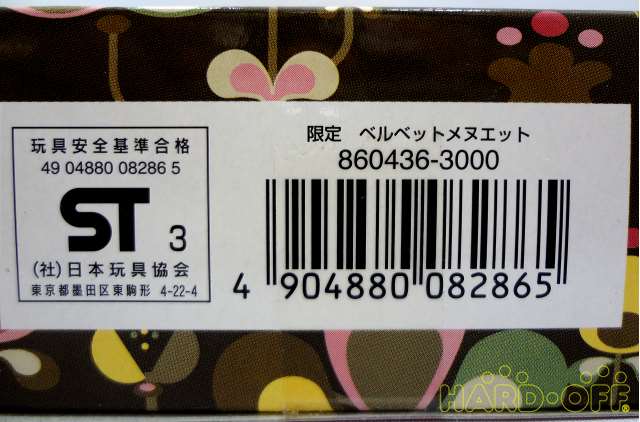 玩具安全基準合格
49 04880 08286 5
ST 3
(社)日本玩具協会
東京都墨田区東駒形 4-22-4
限定 ベルベットメヌエット
860436-3000
4 904880 082865
HARD・OFF®